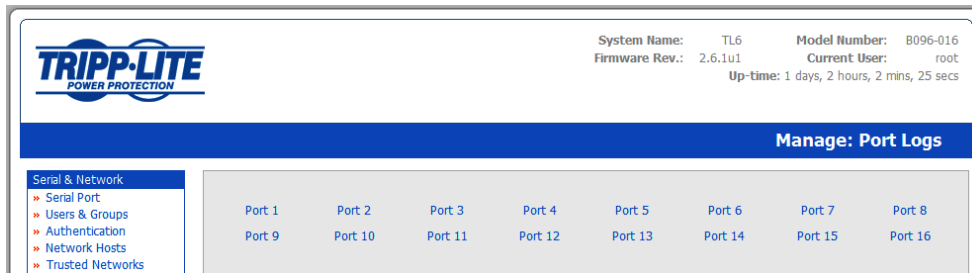 TRIPP·LITE
POWER PROTECTION
System Name: TL6 Model Number: B096-016
Firmware Rev.: 2.6.1u1 Current User: root
Up-time: 1 days, 2 hours, 2 mins, 25 secs
Manage: Port Logs
Serial & Network
» Serial Port
» Users & Groups
» Authentication
» Network Hosts
» Trusted Networks
Port 1 Port 2 Port 3 Port 4 Port 5 Port 6 Port 7 Port 8
Port 9 Port 10 Port 11 Port 12 Port 13 Port 14 Port 15 Port 16